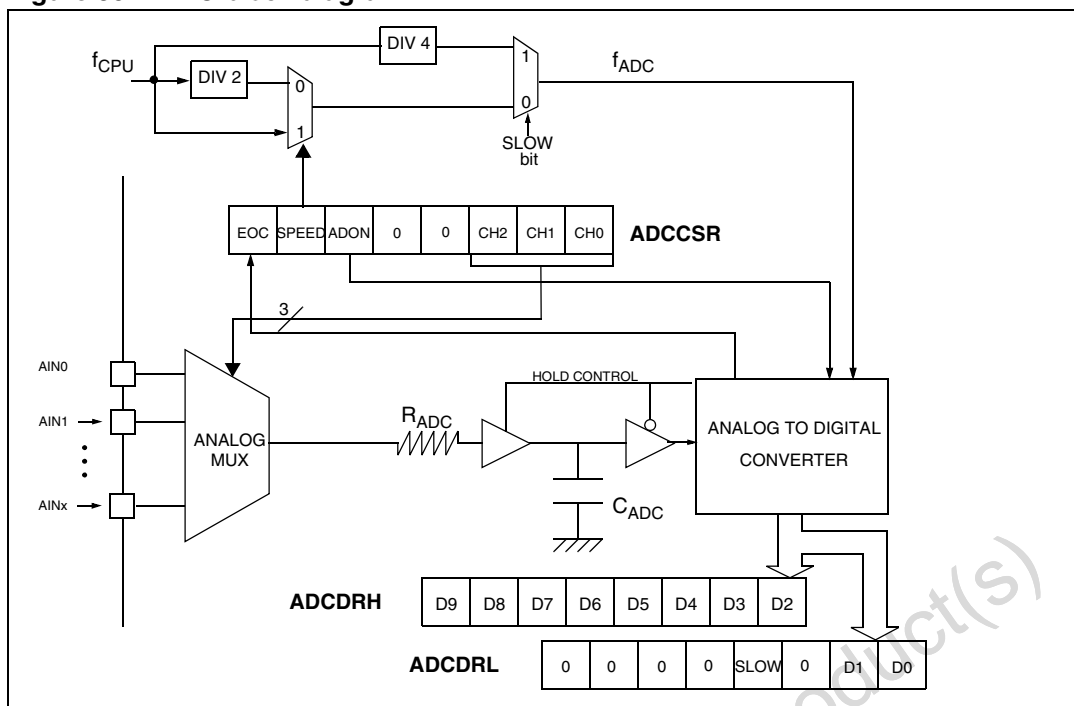 DIV 4
1
fCPU
fADC
DIV 2
0
0
1
SLOW
bit
EOC SPEED ADON 0 0 CH2 CH1 CH0 ADCCSR
3
AIN0
HOLD CONTROL
RADC
AIN1
ANALOG
MUX
ANALOG TO DIGITAL
CONVERTER
AINx
CADC
ADCDRH D9 D8 D7 D6 D5 D4 D3 D2
ADCDRL 0 0 0 0 SLOW 0 D1 D0